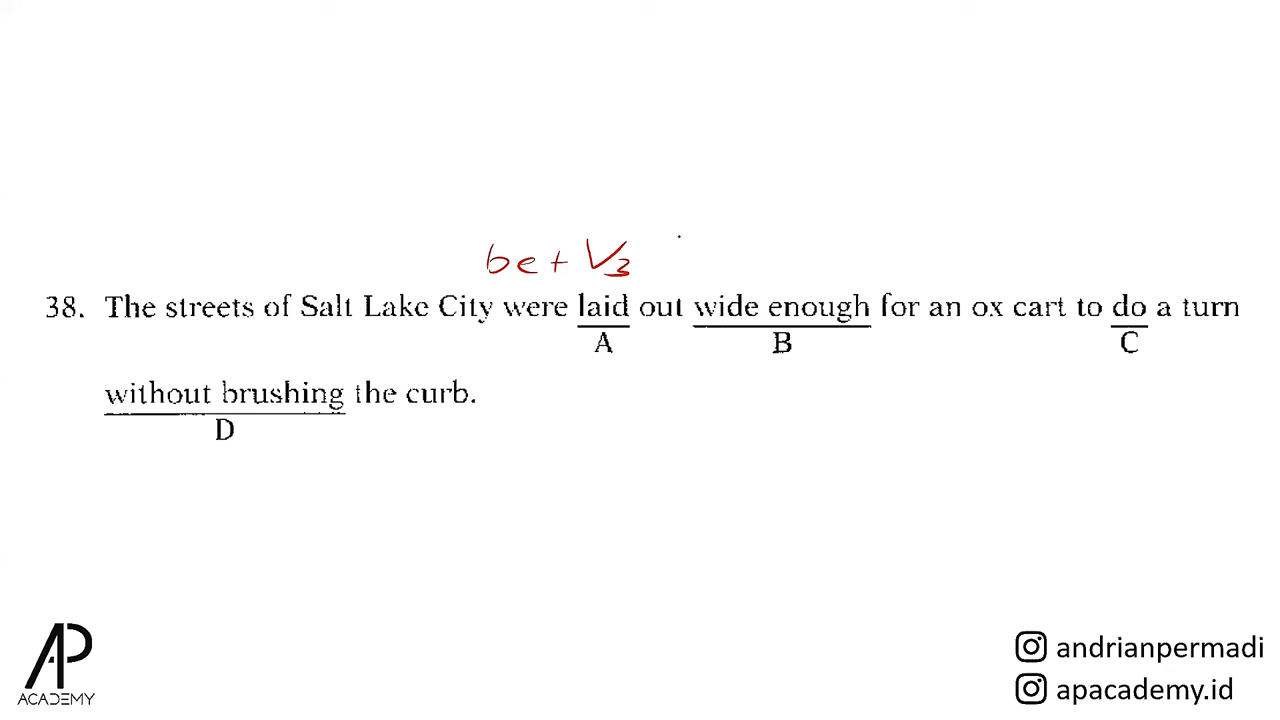 be + V3
38. The streets of Salt Lake City were laid out wide enough for an ox cart to do a turn
A B C
without brushing the curb.
D
AP
ACADEMY
andrianpermadi
apacademy.id